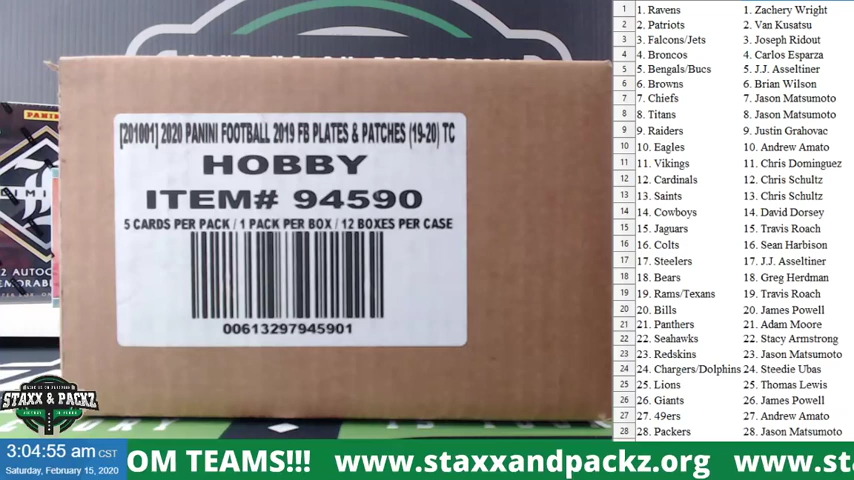 [201001] 2020 PANINI FOOTBALL 2019 FB PLATES & PATCHES (19-20) TC
HOBBY
ITEM# 94590
5 CARDS PER PACK / 1 PACK PER BOX / 12 BOXES PER CASE
00613297945901
PANINI
2 AUTOG
MEMORAB
STAXX & PACKZ
3:04:55 am CST
Saturday, February 15, 2020
OM TEAMS!!! www.staxxandpackz.org www.sta
1 1. Ravens 1. Zachery Wright
2 2. Patriots 2. Van Kusatsu
3 3. Falcons/Jets 3. Joseph Ridout
4 4. Broncos 4. Carlos Esparza
5 5. Bengals/Bucs 5. J.J. Asseltiner
6 6. Browns 6. Brian Wilson
7 7. Chiefs 7. Jason Matsumoto
8 8. Titans 8. Jason Matsumoto
9 9. Raiders 9. Justin Grahovac
10 10. Eagles 10. Andrew Amato
11 11. Vikings 11. Chris Dominguez
12 12. Cardinals 12. Chris Schultz
13 13. Saints 13. Chris Schultz
14 14. Cowboys 14. David Dorsey
15 15. Jaguars 15. Travis Roach
16 16. Colts 16. Sean Harbison
17 17. Steelers 17. J.J. Asseltiner
18 18. Bears 18. Greg Herdman
19 19. Rams/Texans 19. Travis Roach
20 20. Bills 20. James Powell
21 21. Panthers 21. Adam Moore
22 22. Seahawks 22. Stacy Armstrong
23 23. Redskins 23. Jason Matsumoto
24 24. Chargers/Dolphins 24. Steedie Ubas
25 25. Lions 25. Thomas Lewis
26 26. Giants 26. James Powell
27 27. 49ers 27. Andrew Amato
28 28. Packers 28. Jason Matsumoto